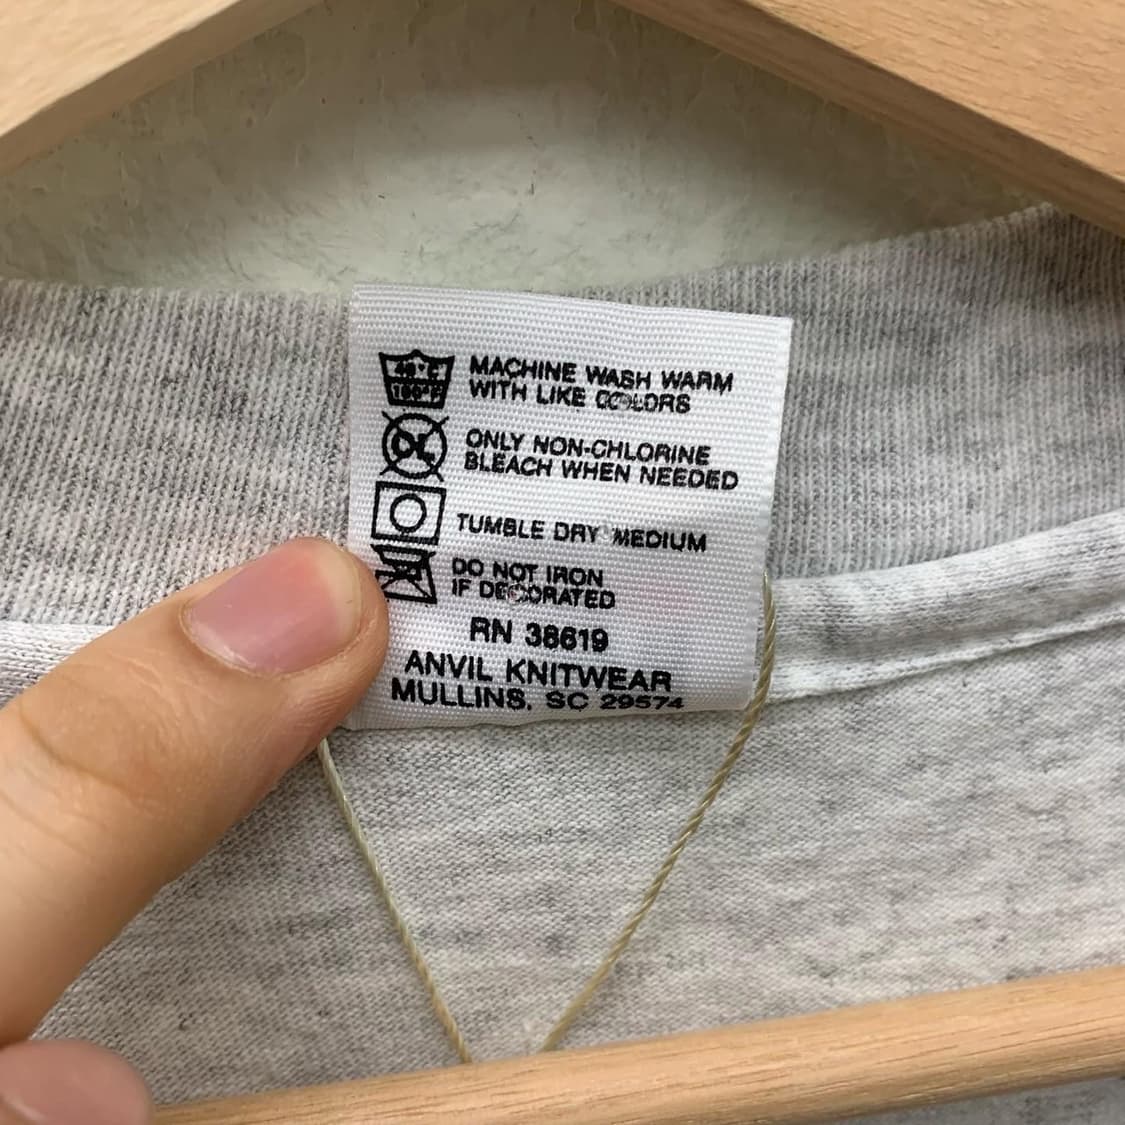 40°C
MACHINE WASH WARM
WITH LIKE COLORS
CL
ONLY NON-CHLORINE
BLEACH WHEN NEEDED
TUMBLE DRY MEDIUM
DO NOT IRON
IF DECORATED
RN 38619
ANVIL KNITWEAR
MULLINS, SC 29574